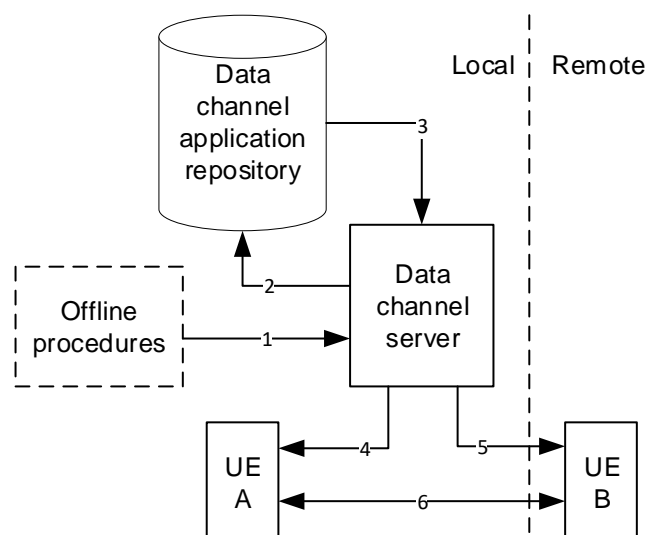 Data
channel
application
repository
Local
Remote
3
Data
channel
server
2
Offline
procedures
1
4
5
UE
A
6
UE
B